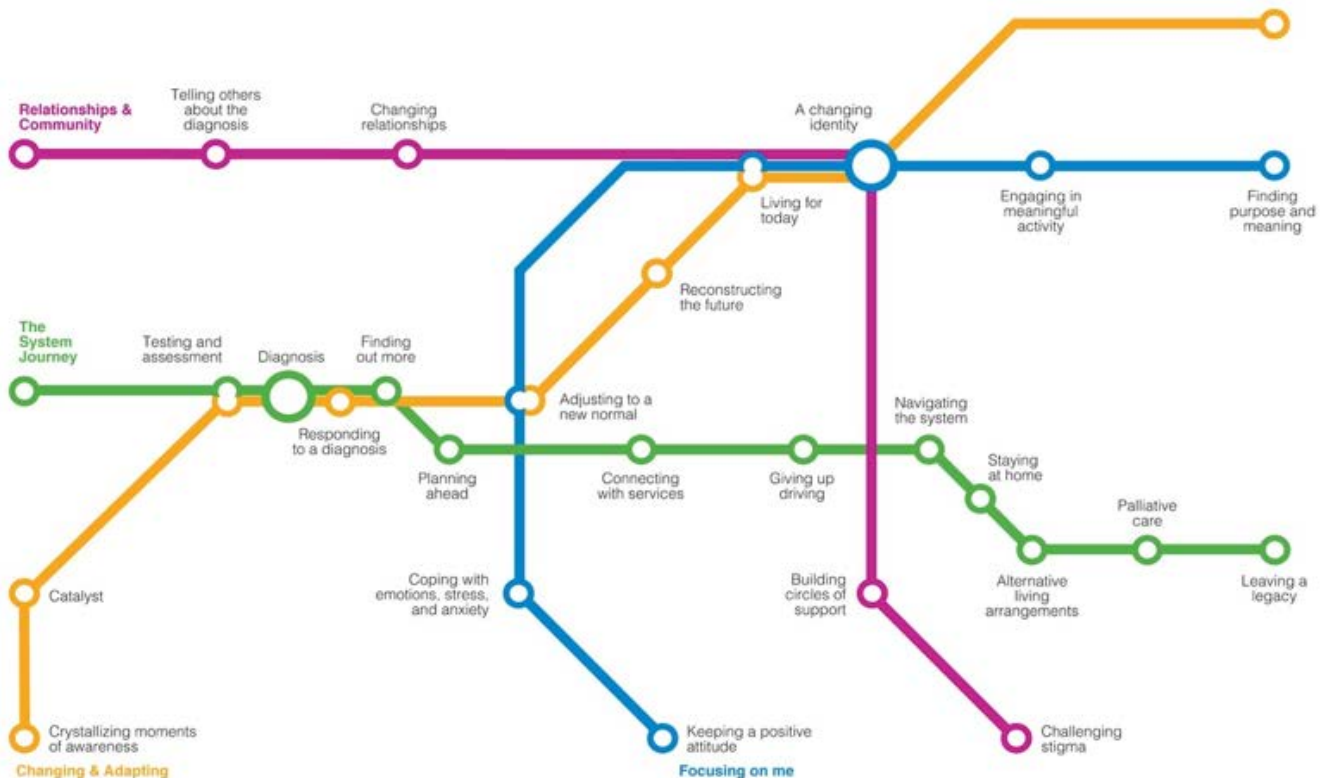 Relationships &
Community
Telling others
about the
diagnosis
Changing
relationships
A changing
identity
Living for
today
Engaging in
meaningful
activity
Finding
purpose and
meaning
Reconstructing
the future
The
System
Journey
Testing and
assessment
Diagnosis
Finding
out more
Responding
to a diagnosis
Adjusting to a
new normal
Planning
ahead
Connecting
with services
Giving up
driving
Navigating
the system
Staying
at home
Palliative
care
Alternative
living
arrangements
Leaving a
legacy
Catalyst
Coping with
emotions, stress,
and anxiety
Building
circles of
support
Crystallizing moments
of awareness
Changing & Adapting
Keeping a positive
attitude
Focusing on me
Challenging
stigma